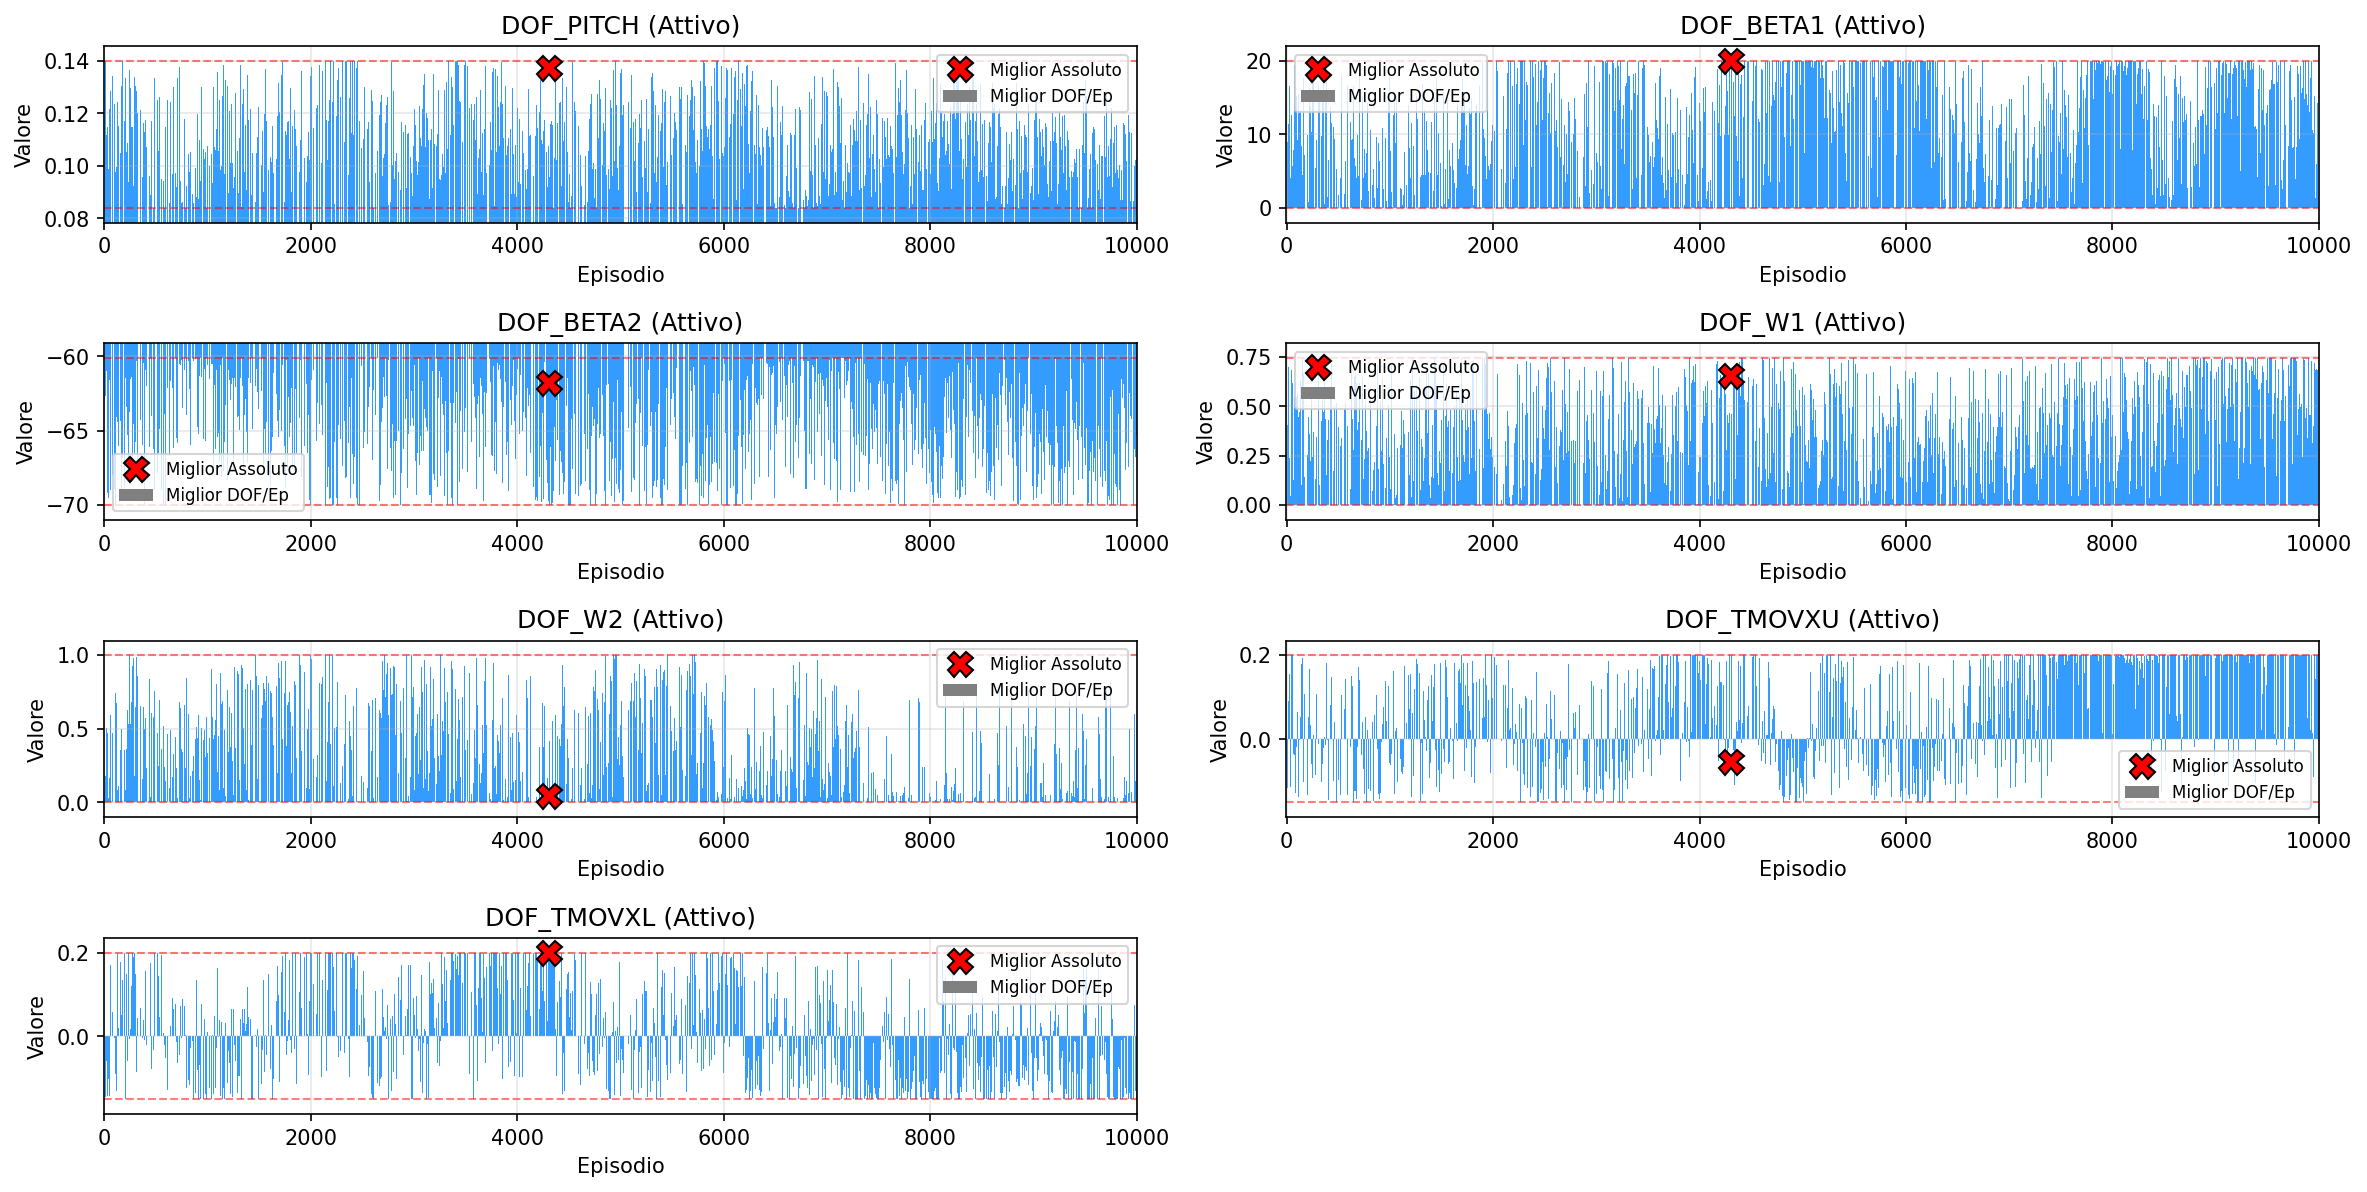 DOF_PITCH (Attivo)
0.14
0.12
0.10
0.08
Valore
Miglior Assoluto
Miglior DOF/Ep
0 2000 4000 6000 8000 10000
Episodio
DOF_BETA1 (Attivo)
20
10
0
Valore
Miglior Assoluto
Miglior DOF/Ep
0 2000 4000 6000 8000 10000
Episodio
DOF_BETA2 (Attivo)
−60
−65
−70
Valore
Miglior Assoluto
Miglior DOF/Ep
0 2000 4000 6000 8000 10000
Episodio
DOF_W1 (Attivo)
0.75
0.50
0.25
0.00
Valore
Miglior Assoluto
Miglior DOF/Ep
0 2000 4000 6000 8000 10000
Episodio
DOF_W2 (Attivo)
1.0
0.5
0.0
Valore
Miglior Assoluto
Miglior DOF/Ep
0 2000 4000 6000 8000 10000
Episodio
DOF_TMOVXU (Attivo)
0.2
0.0
Valore
Miglior Assoluto
Miglior DOF/Ep
0 2000 4000 6000 8000 10000
Episodio
DOF_TMOVXL (Attivo)
0.2
0.0
Valore
Miglior Assoluto
Miglior DOF/Ep
0 2000 4000 6000 8000 10000
Episodio